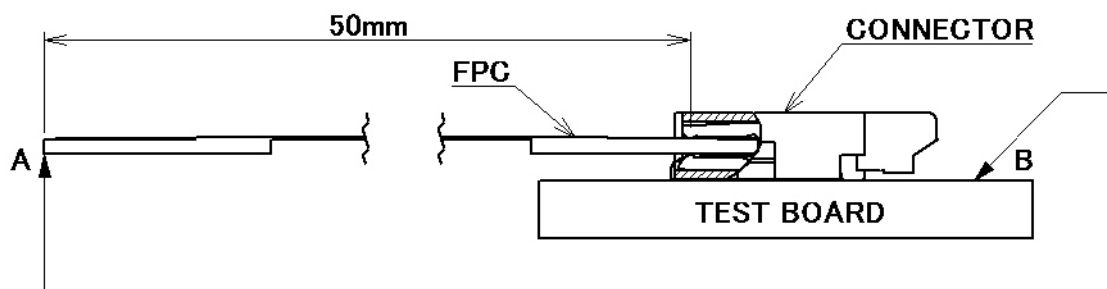 50mm
CONNECTOR
FPC
A
B
TEST BOARD